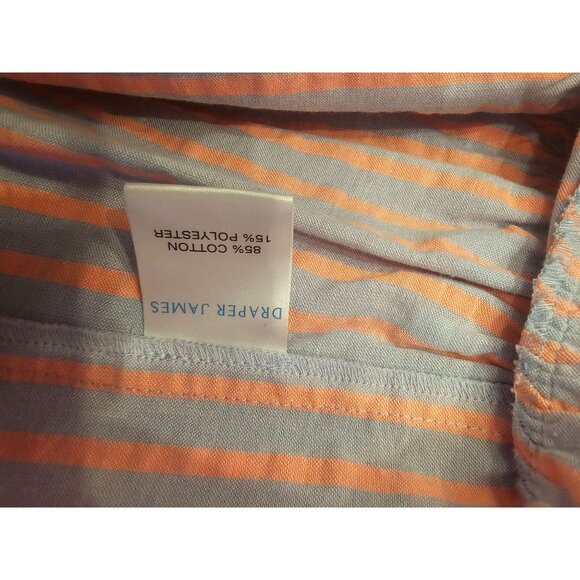 DRAPER JAMES
85% COTTON
15% POLYESTER